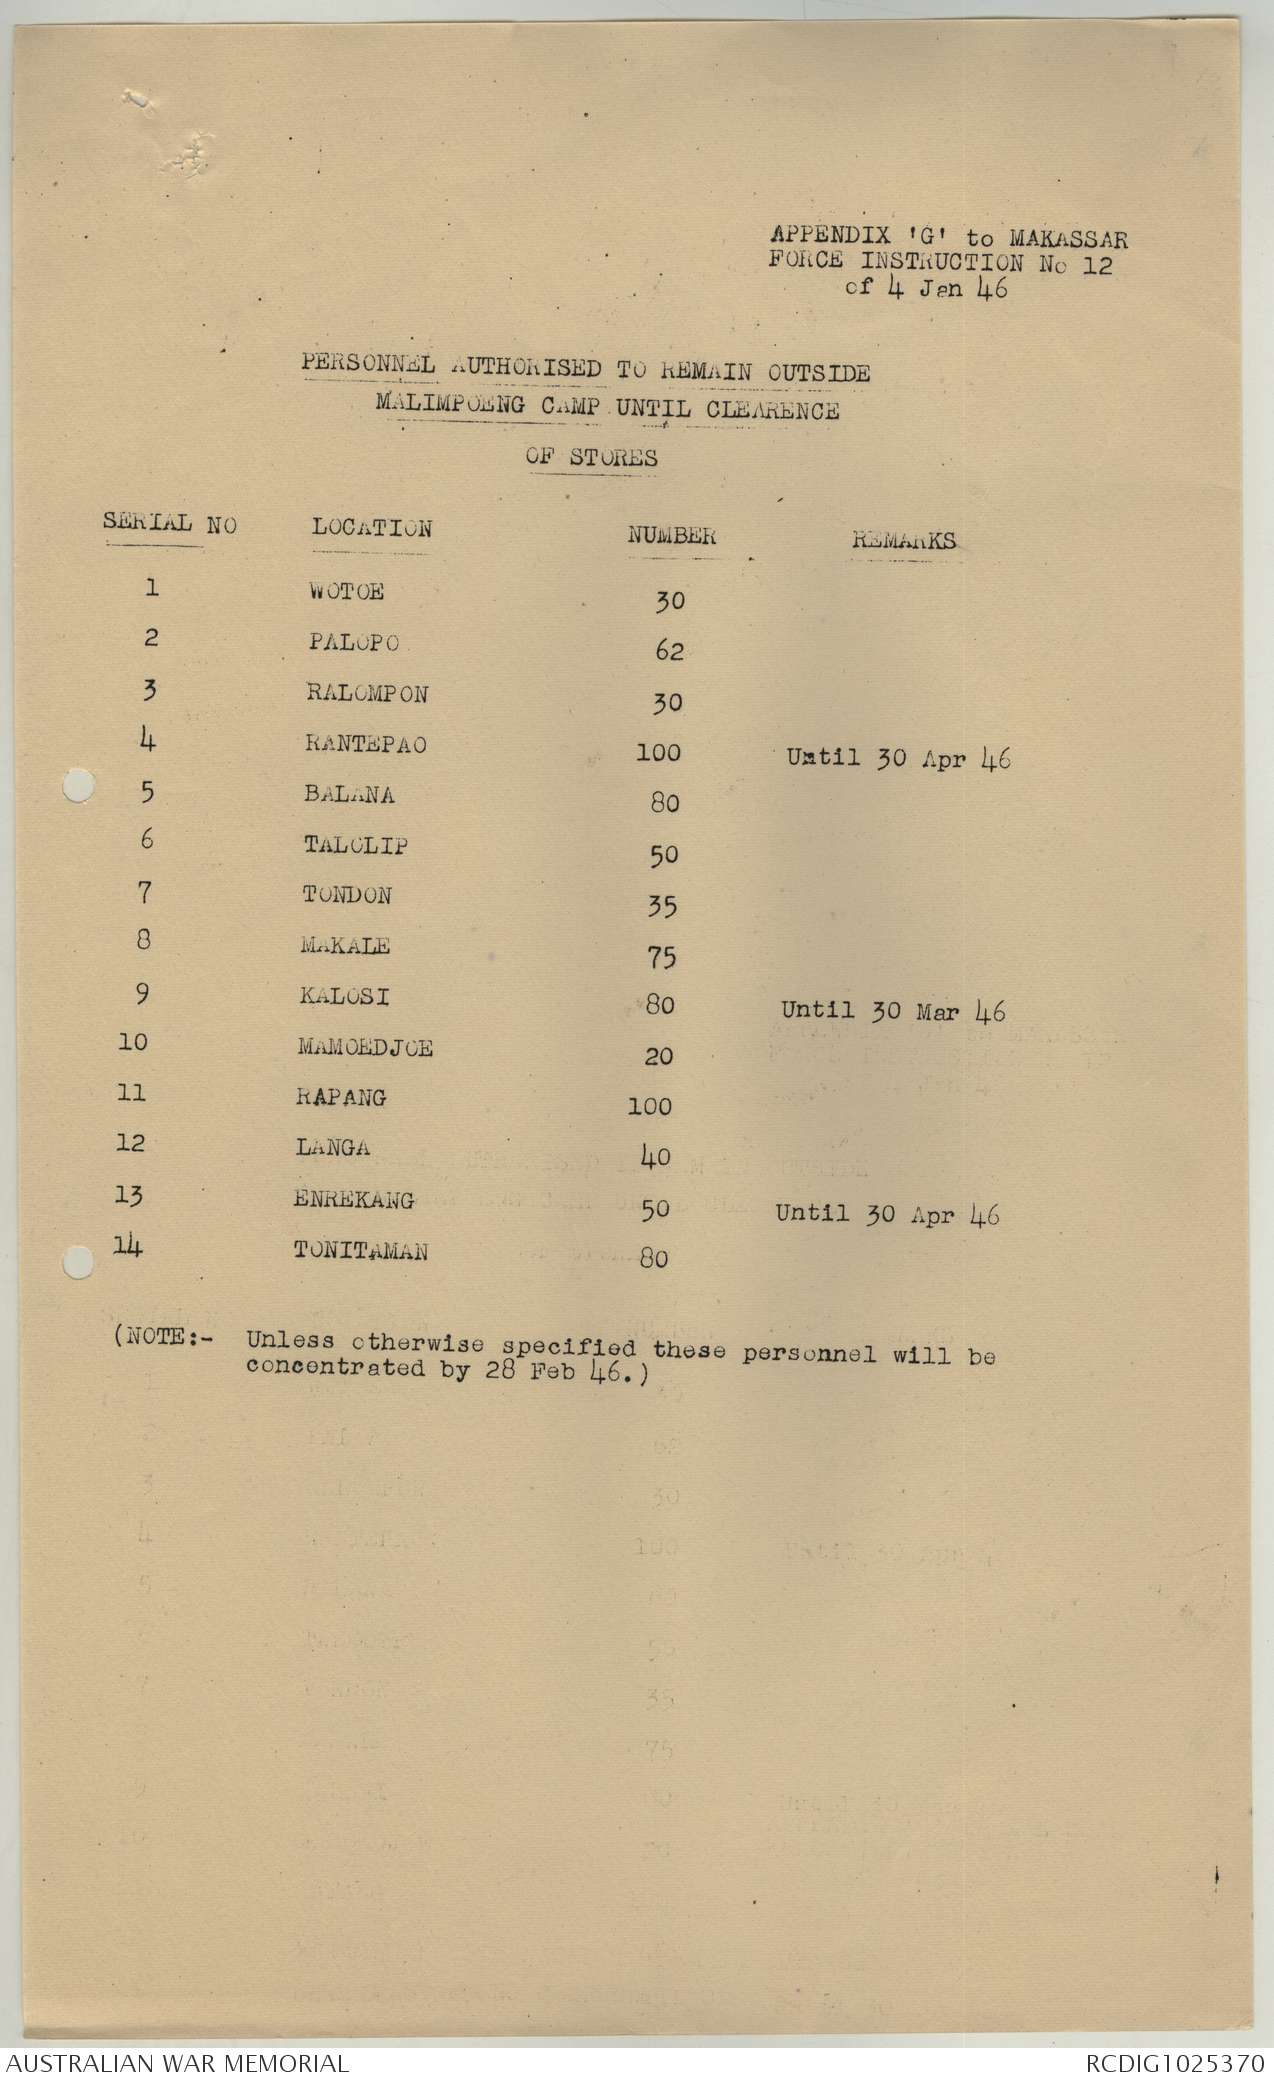 APPENDIX 'G' to MAKASSAR
FORCE INSTRUCTION No 12
of 4 Jan 46
PERSONNEL AUTHORISED TO REMAIN OUTSIDE
MALIMPOENG CAMP UNTIL CLEARENCE
OF STORES
SERIAL NO LOCATION NUMBER REMARKS
1 WOTOE 30
2 PALOPO 62
3 RALOMPON 30
4 RANTEPAO 100 Until 30 Apr 46
5 BALANA 80
6 TALOLIP 50
7 TONDON 35
8 MAKALE 75
9 KALOSI 80 Until 30 Mar 46
10 MAMOEDJOE 20
11 RAPANG 100
12 LANGA 40
13 ENREKANG 50 Until 30 Apr 46
14 TONITAMAN 80
(NOTE:- Unless otherwise specified these personnel will be
concentrated by 28 Feb 46.)
AUSTRALIAN WAR MEMORIAL RCDIG1025370